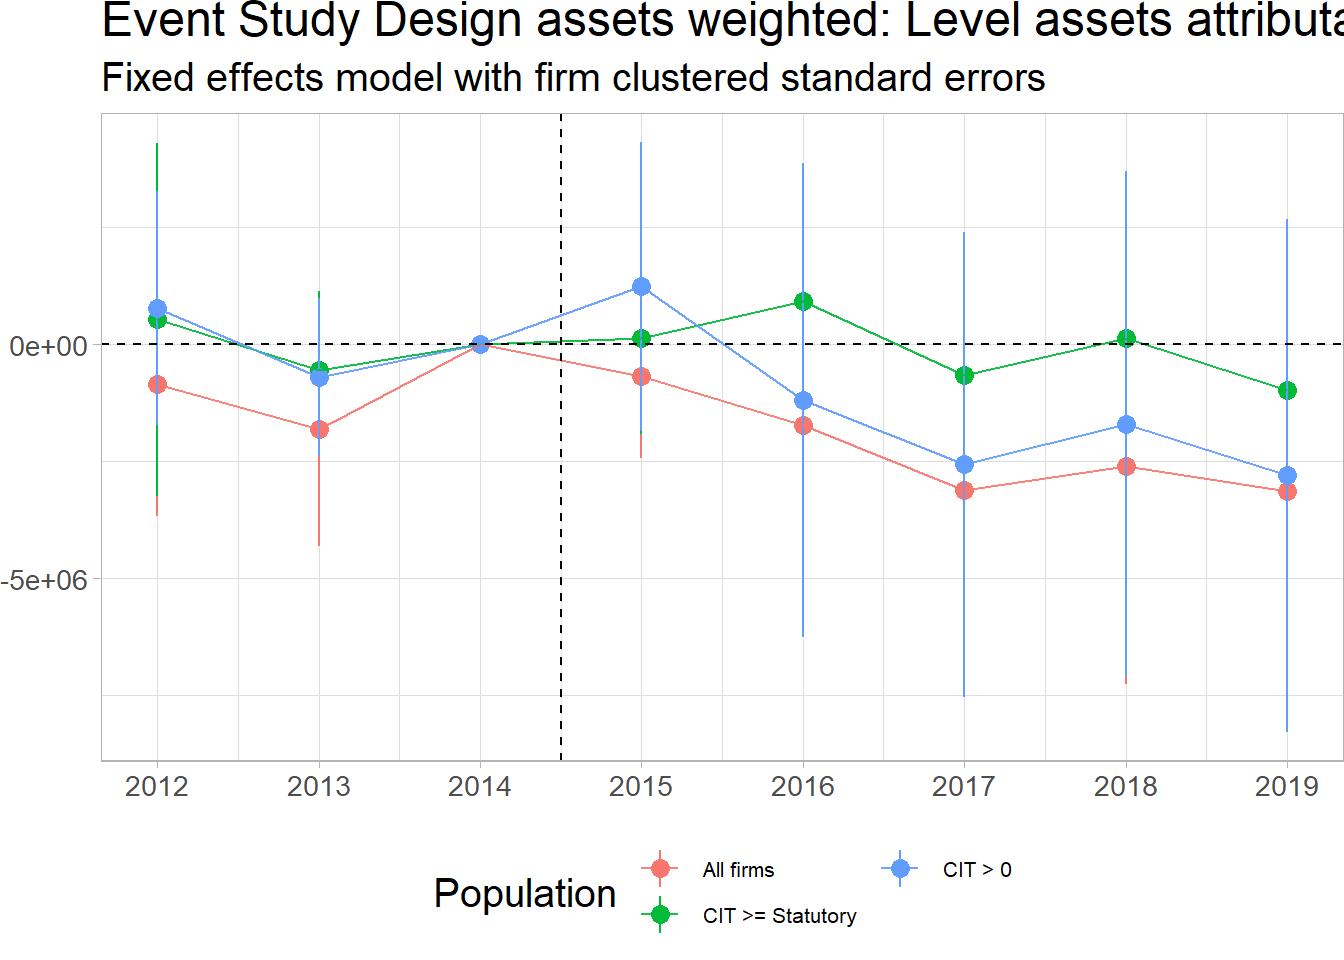 Event Study Design assets weighted: Level assets
Fixed effects model with firm clustered standard errors
0e+00
-5e+06
2012 2013 2014 2015 2016 2017 2018 2019
Population
All firms
CIT > 0
CIT >= Statutory